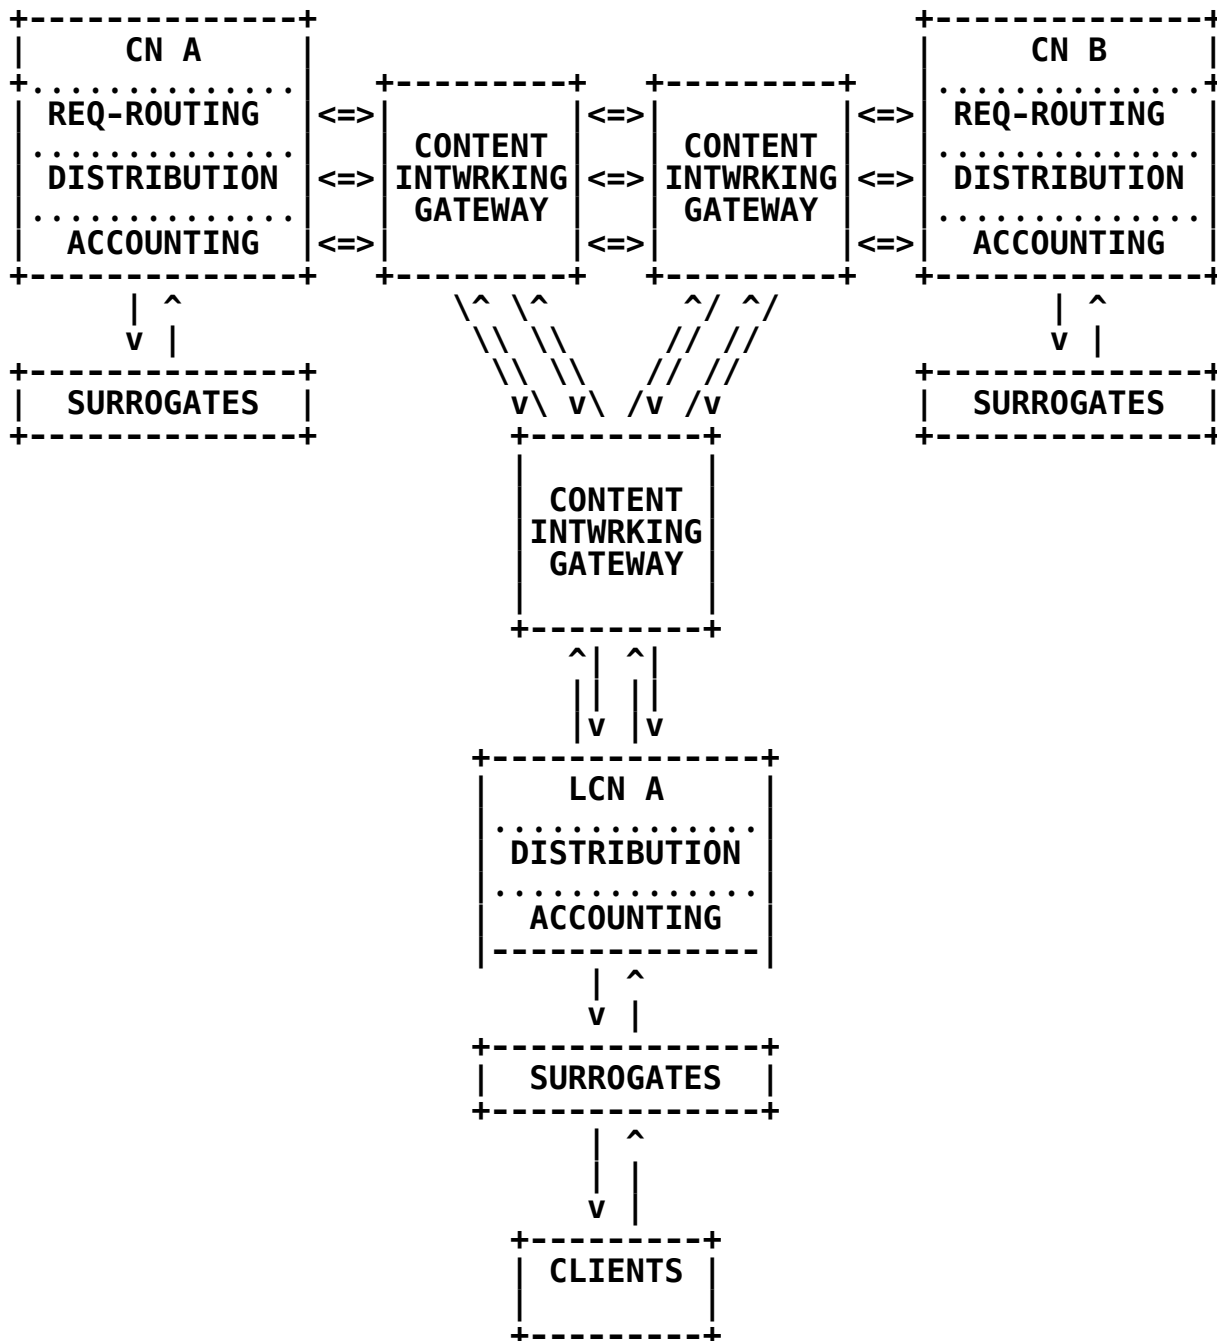 CN A CN B
REQ-ROUTING <=> <=> <=> REQ-ROUTING
CONTENT CONTENT
DISTRIBUTION <=> INTWRKING <=> INTWRKING <=> DISTRIBUTION
GATEWAY GATEWAY
ACCOUNTING <=> <=> <=> ACCOUNTING
SURROGATES SURROGATES
CONTENT
INTWRKING
GATEWAY
LCN A
DISTRIBUTION
ACCOUNTING
SURROGATES
CLIENTS